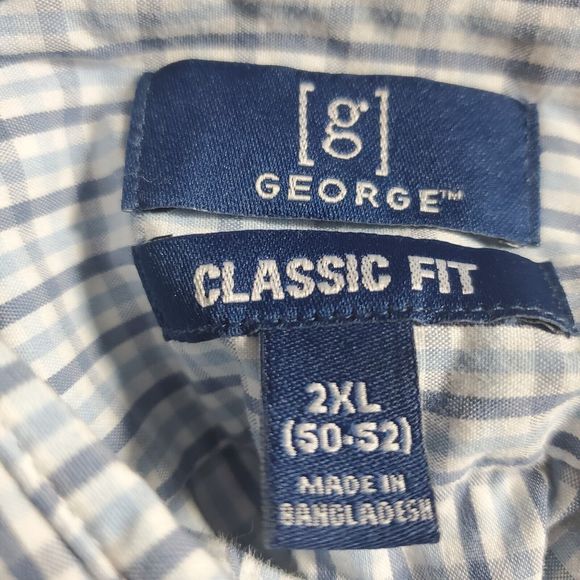 [g]
GEORGE™
CLASSIC FIT
2XL
(50-52)
MADE IN
BANGLADESH